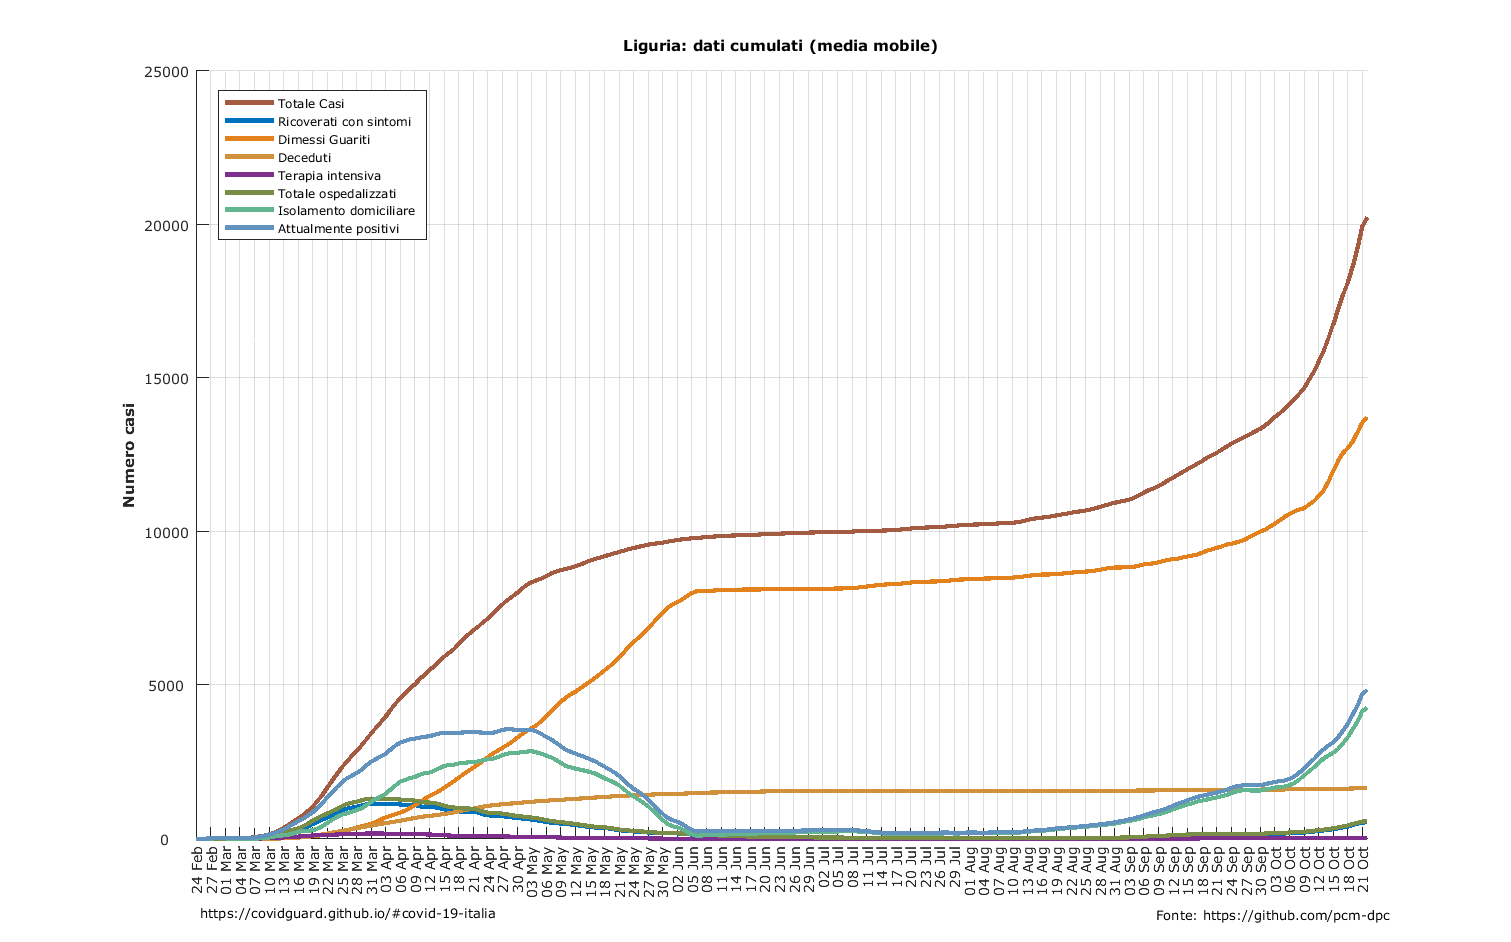 Liguria: dati cumulati (media mobile)
25000
20000
15000
10000
5000
0
Numero casi
Totale Casi
Ricoverati con sintomi
Dimessi Guariti
Deceduti
Terapia intensiva
Totale ospedalizzati
Isolamento domiciliare
Attualmente positivi
24 Feb
27 Feb
01 Mar
04 Mar
07 Mar
10 Mar
13 Mar
16 Mar
19 Mar
22 Mar
25 Mar
28 Mar
31 Mar
03 Apr
06 Apr
09 Apr
12 Apr
15 Apr
18 Apr
21 Apr
24 Apr
27 Apr
30 Apr
03 May
06 May
09 May
12 May
15 May
18 May
21 May
24 May
27 May
30 May
02 Jun
05 Jun
08 Jun
11 Jun
14 Jun
17 Jun
20 Jun
23 Jun
26 Jun
29 Jun
02 Jul
05 Jul
08 Jul
11 Jul
14 Jul
17 Jul
20 Jul
23 Jul
26 Jul
29 Jul
01 Aug
04 Aug
07 Aug
10 Aug
13 Aug
16 Aug
19 Aug
22 Aug
25 Aug
28 Aug
31 Aug
03 Sep
06 Sep
09 Sep
12 Sep
15 Sep
18 Sep
21 Sep
24 Sep
27 Sep
30 Sep
03 Oct
06 Oct
09 Oct
12 Oct
15 Oct
18 Oct
21 Oct
https://covidguard.github.io/#covid-19-italia
Fonte: https://github.com/pcm-dpc